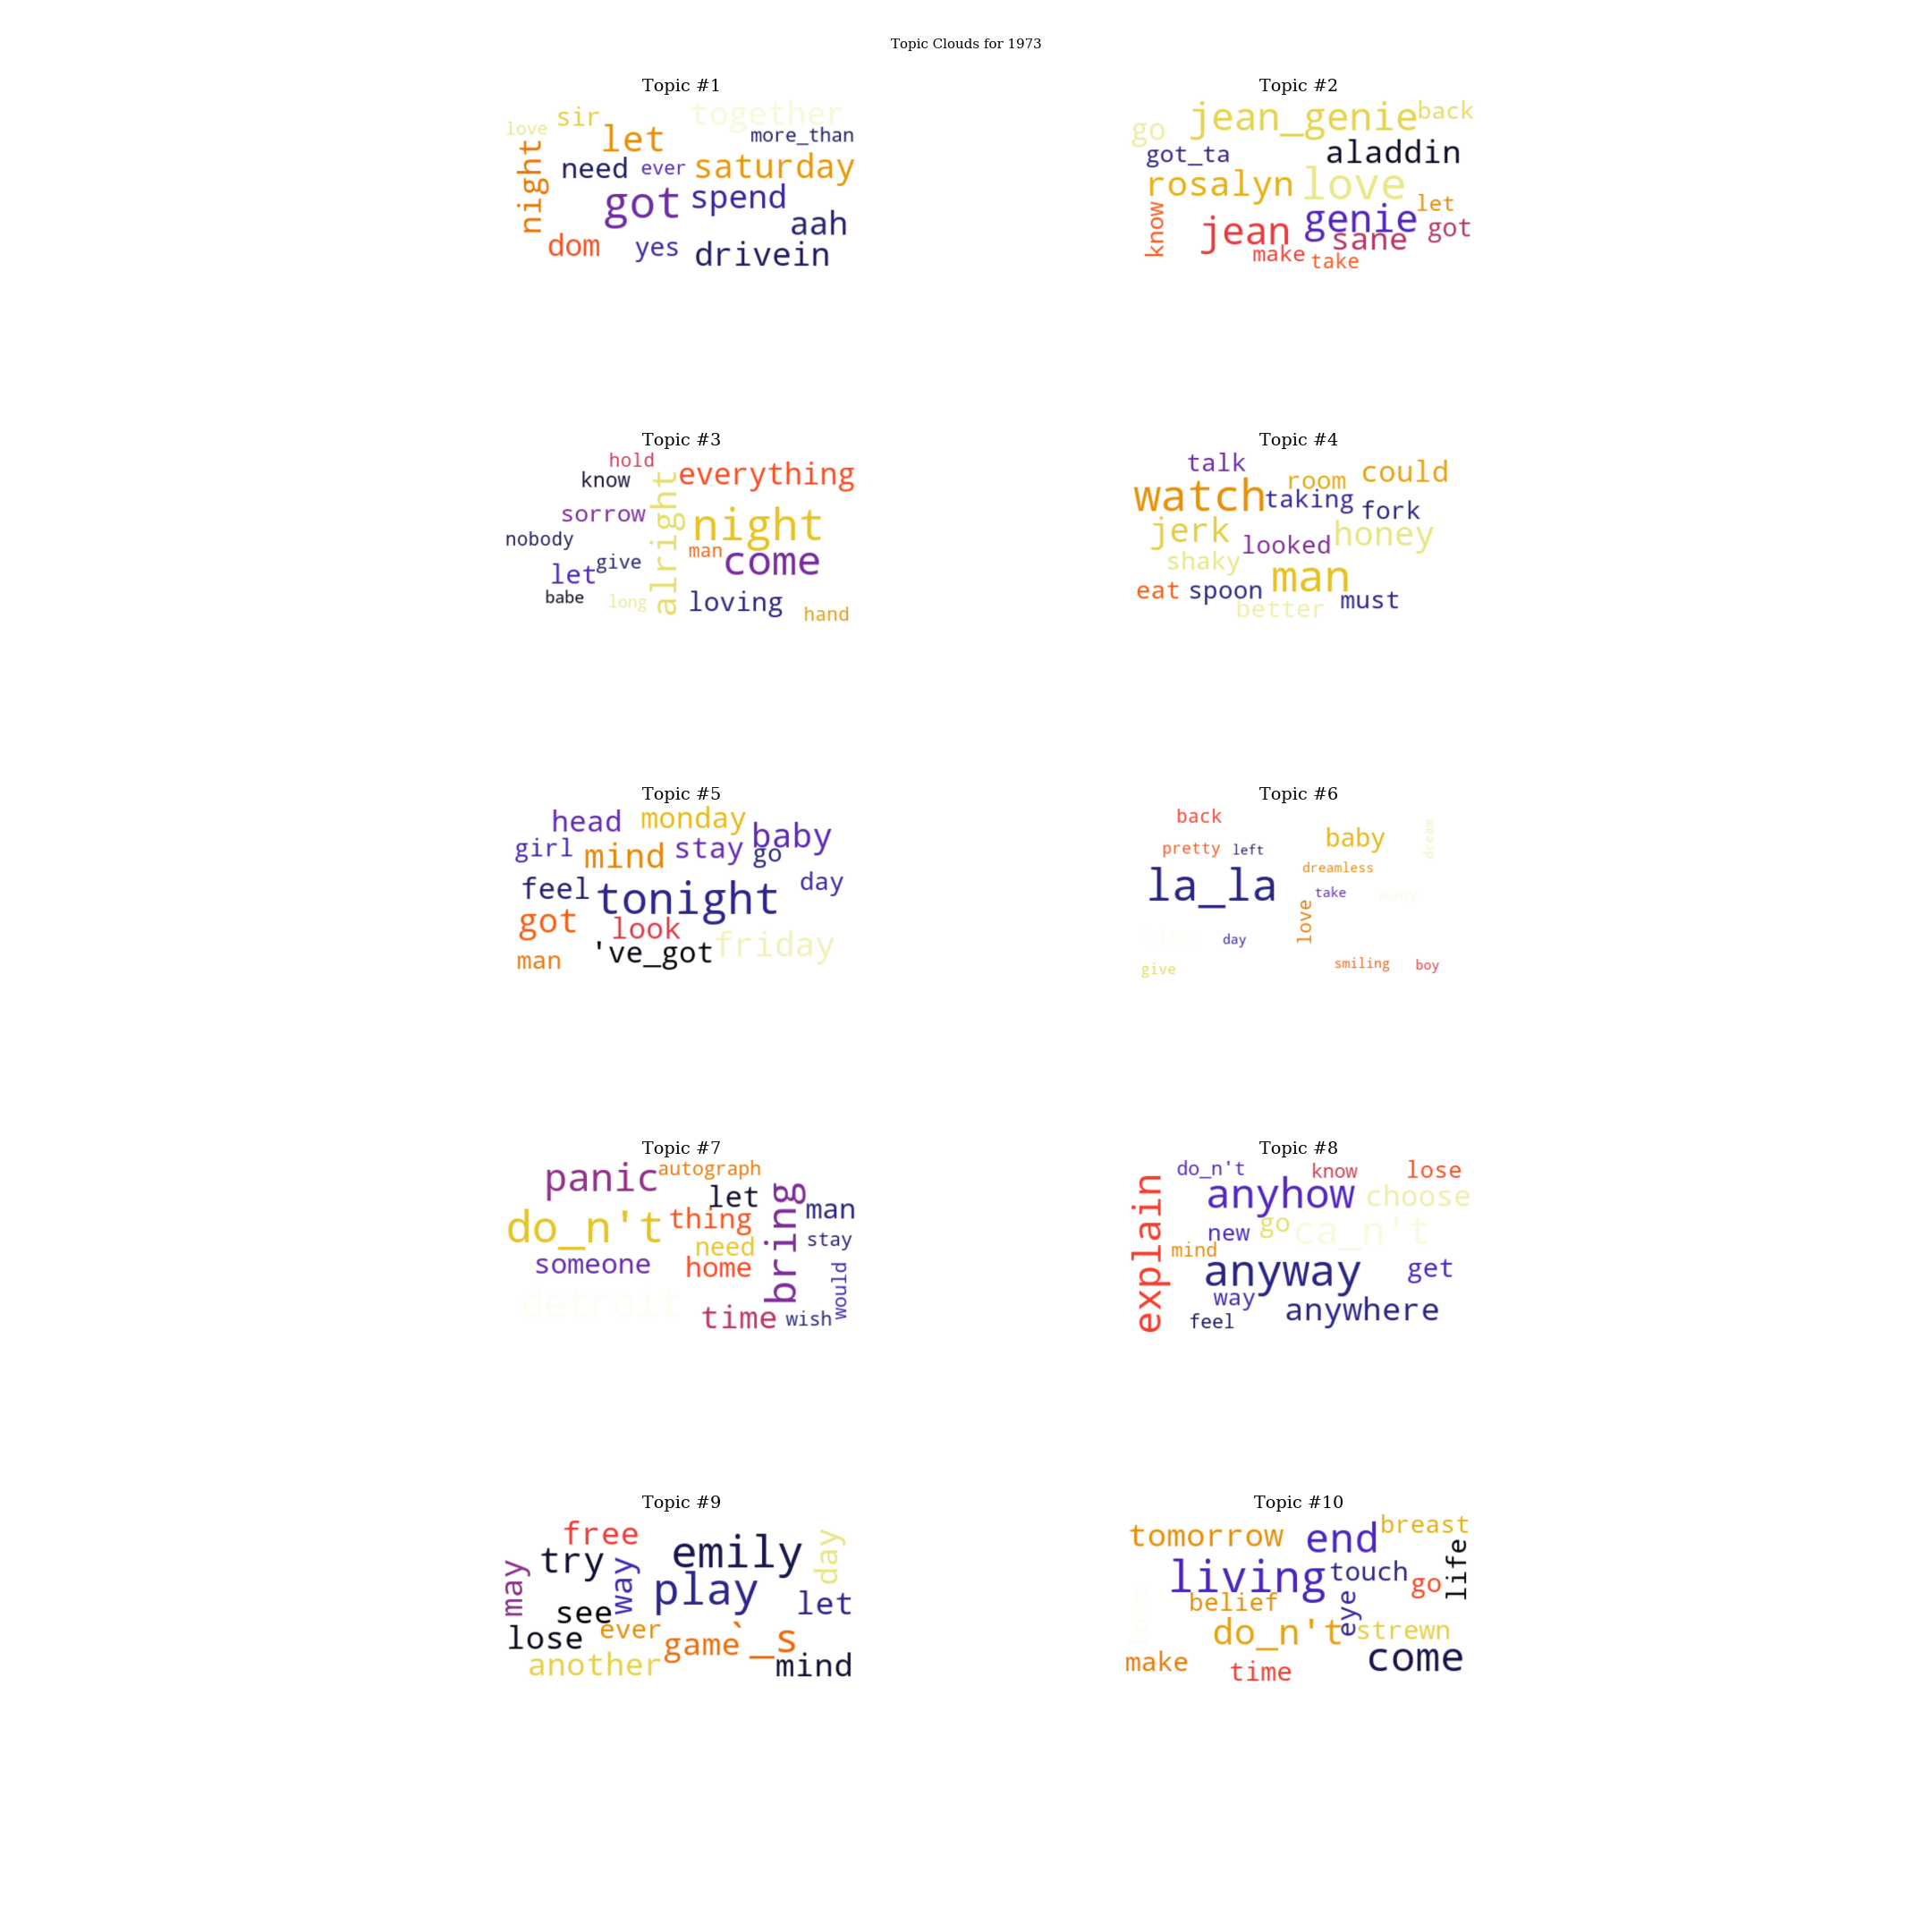 Topic Clouds for 1973
Topic #1
together
sir
love
let
more_than
night
need
ever
saturday
got
spend
aah
dom
yes
drivein
Topic #2
jean_genie
back
go
got_ta
aladdin
rosalyn
love
know
genie
let
jean
sane
got
make
take
Topic #3
hold
know
everything
alright
sorrow
night
nobody
man
come
give
let
babe
long
loving
hand
Topic #4
talk
room
could
watch
taking
fork
jerk
looked
honey
shaky
man
eat
spoon
better
must
Topic #5
head
monday
baby
girl
mind
stay
go
feel
tonight
day
got
look
've_got
friday
man
Topic #6
back
baby
dream
pretty
left
dreamless
la_la
take
many
love
time
day
give
smiling
boy
Topic #7
panic
autograph
let
bring
man
do_n't
thing
stay
need
someone
home
would
detroit
time
wish
Topic #8
do_n't
know
lose
explain
anyhow
choose
new
go
ca_n't
mind
anyway
get
way
anywhere
feel
Topic #9
free
emily
day
try
may
way
play
see
let
lose
ever
game
`_s
another
mind
Topic #10
tomorrow
end
breast
living
touch
go
life
love
belief
eye
do_n't
strewn
make
time
come